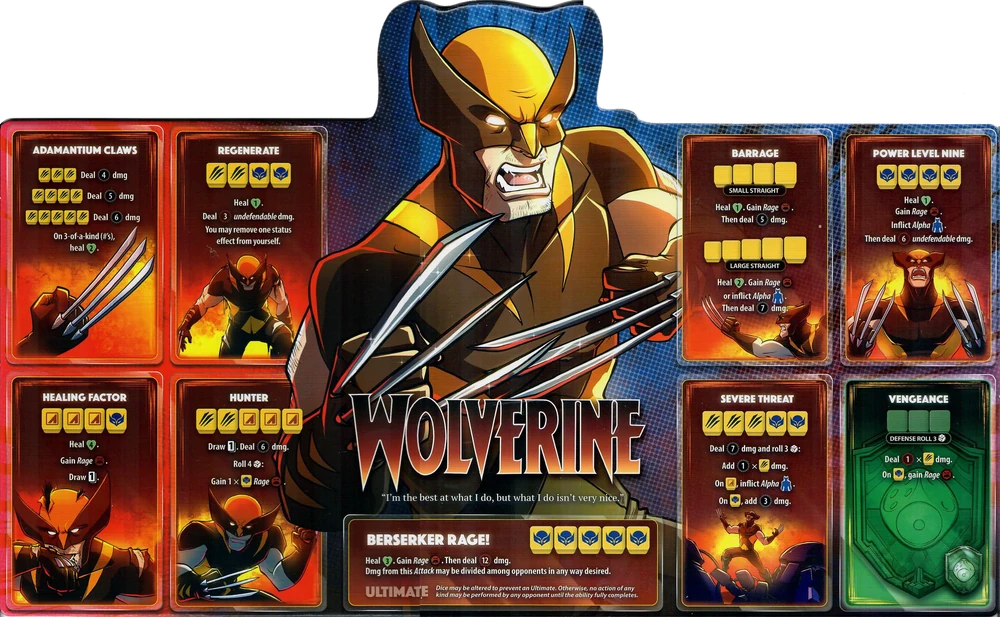 ADAMANTIUM CLAWS
Deal 4 dmg
Deal 5 dmg
Deal 6 dmg
On 3-of-a-kind (#'s),
heal 2.
REGENERATE
Heal 1.
Deal 3 undefendable dmg.
You may remove one status
effect from yourself.
HEALING FACTOR
Heal 4.
Gain Rage.
Draw 1.
HUNTER
Draw 1. Deal 6 dmg.
Roll 4:
Gain 1 × Rage.
WOLVERINE
"I'm the best at what I do, but what I do isn't very nice."
BERSERKER RAGE!
Heal 3. Gain Rage. Then deal 12 dmg.
Dmg from this Attack may be divided among opponents in any way desired.
ULTIMATE
Dice may be altered to prevent an Ultimate. Otherwise, no action of any
kind may be performed by any opponent until the ability fully completes.
BARRAGE
SMALL STRAIGHT
Heal 1. Gain Rage.
Then deal 5 dmg.
LARGE STRAIGHT
Heal 2. Gain Rage
or inflict Alpha.
Then deal 7 dmg.
POWER LEVEL NINE
Heal 1.
Gain Rage.
Inflict Alpha.
Then deal 6 undefendable dmg.
SEVERE THREAT
Deal 7 dmg and roll 3:
Add 1 × dmg.
On, inflict Alpha.
On, add 3 dmg.
VENGEANCE
DEFENSE ROLL 3
Deal 1 × dmg.
On, gain Rage.